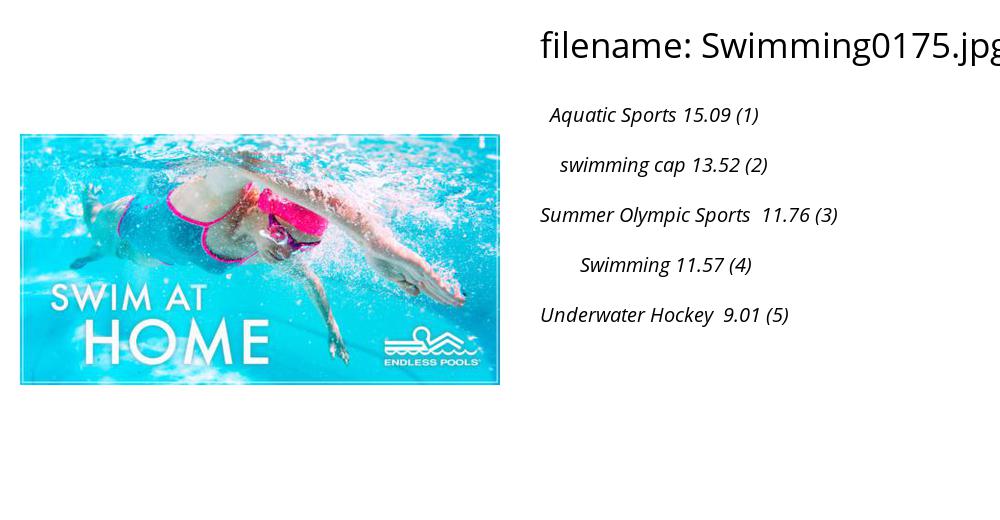 filename: Swimming0175.jpg
Aquatic Sports 15.09 (1)
swimming cap 13.52 (2)
Summer Olympic Sports 11.76 (3)
Swimming 11.57 (4)
Underwater Hockey 9.01 (5)
SWIM AT
HOME
ENDLESS POOLS